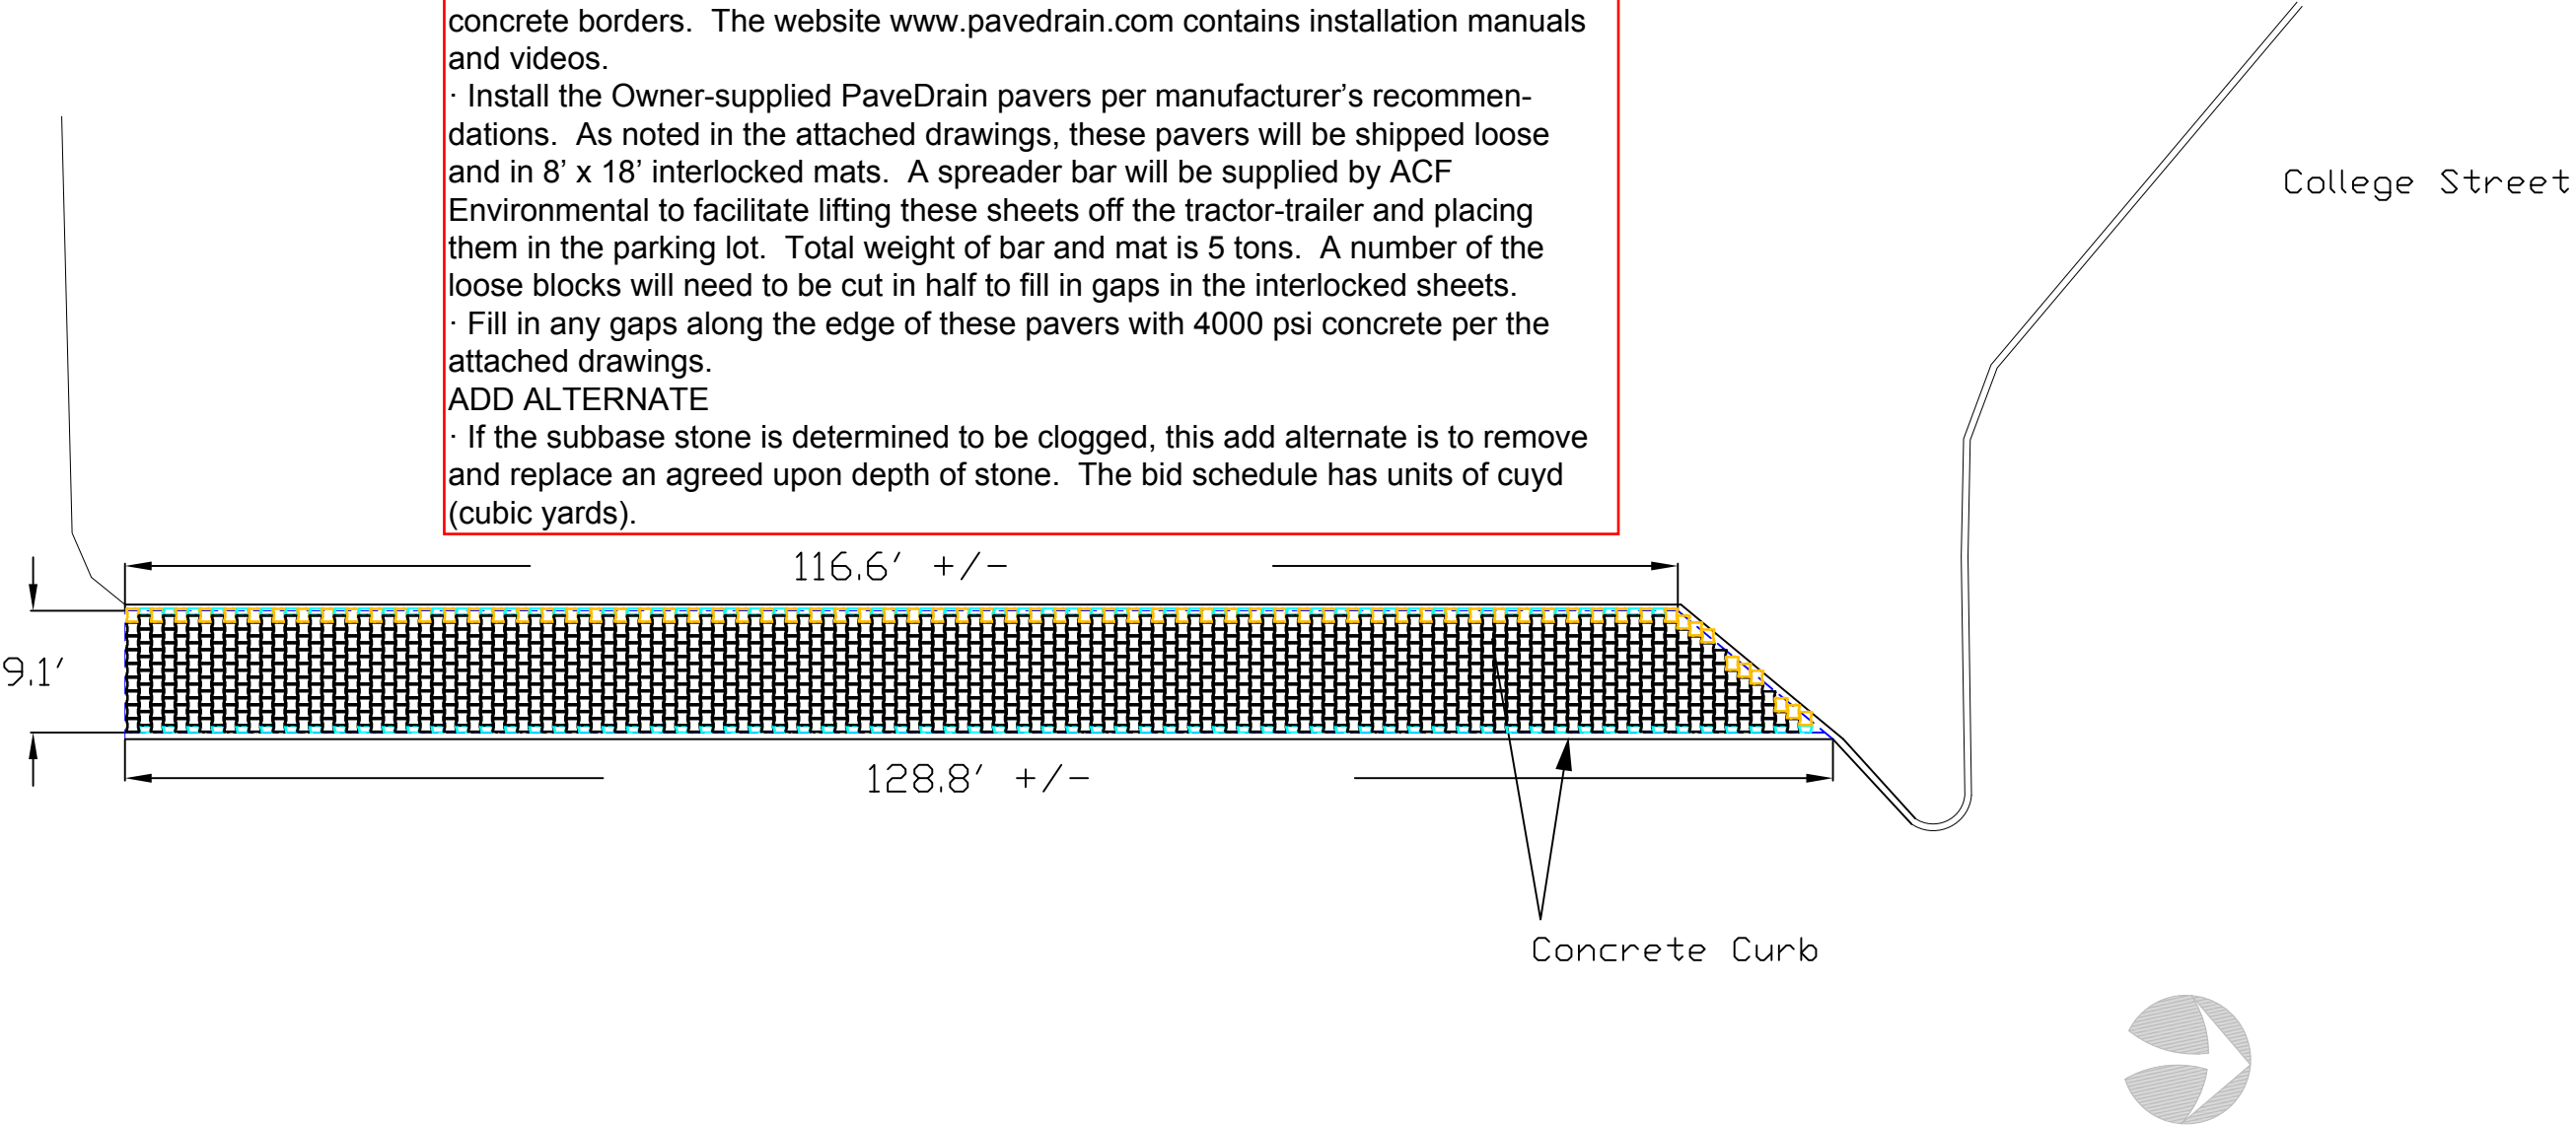 concrete borders.  The website www.pavedrain.com contains installation manuals
and videos.
· Install the Owner-supplied PaveDrain pavers per manufacturer’s recommen-
dations.  As noted in the attached drawings, these pavers will be shipped loose
and in 8’ x 18’ interlocked mats.  A spreader bar will be supplied by ACF
Environmental to facilitate lifting these sheets off the tractor-trailer and placing
them in the parking lot.  Total weight of bar and mat is 5 tons.  A number of the
loose blocks will need to be cut in half to fill in gaps in the interlocked sheets.
· Fill in any gaps along the edge of these pavers with 4000 psi concrete per the
attached drawings.
ADD ALTERNATE
· If the subbase stone is determined to be clogged, this add alternate is to remove
and replace an agreed upon depth of stone.  The bid schedule has units of cuyd
(cubic yards).
College Street
116.6' +/-
9.1'
128.8' +/-
Concrete Curb